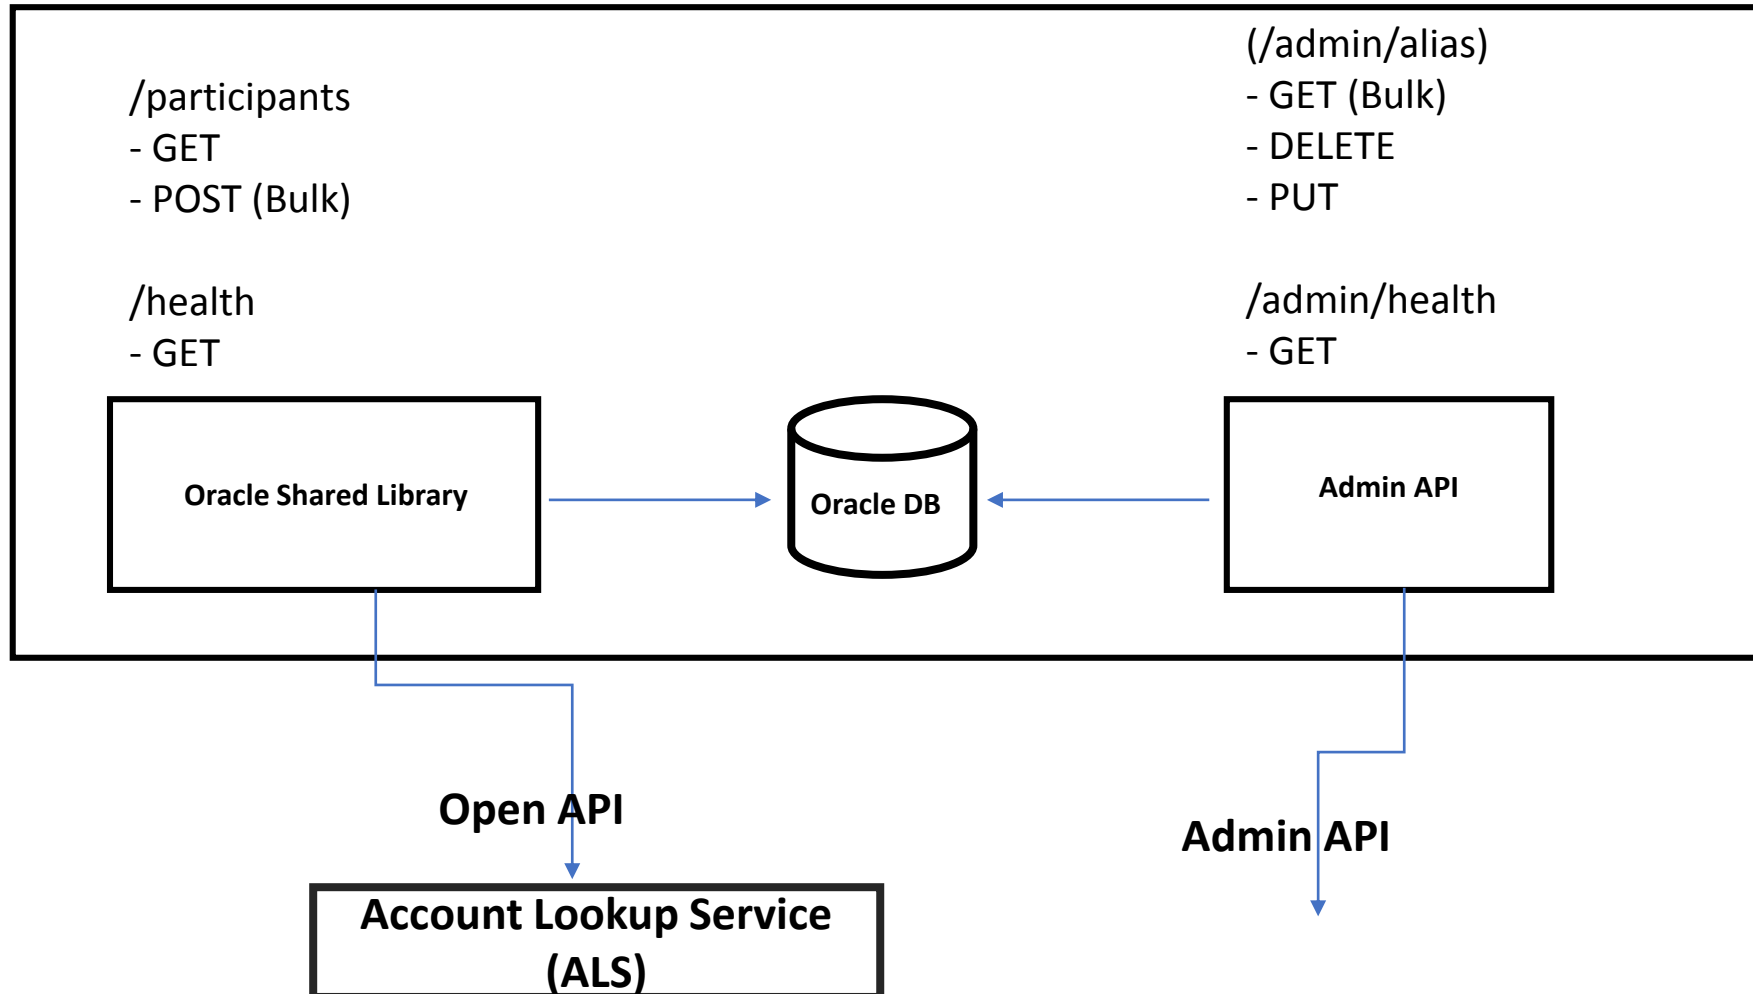 /participants
- GET
- POST (Bulk)
/health
- GET
(/admin/alias)
- GET (Bulk)
- DELETE
- PUT
/admin/health
- GET
Oracle Shared Library
Oracle DB
Admin API
Open API
Admin API
Account Lookup Service
(ALS)